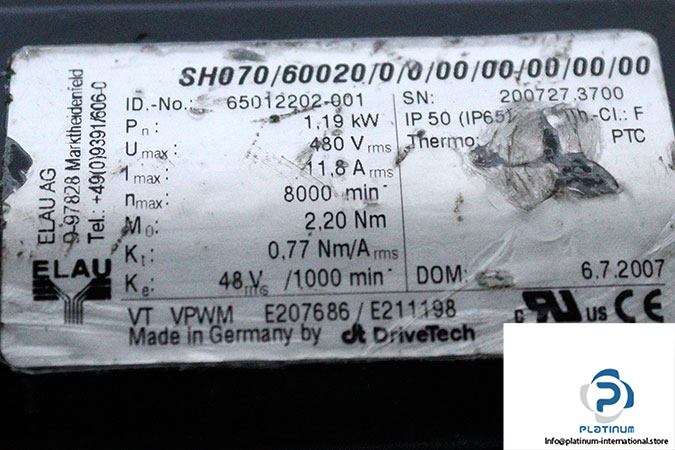 SH070/60020/0/0/00/00/00/00/00
ID.-No.: 65012202-001
Pn: 1,19 kW
Umax: 480 Vrms
Imax: 11,8 Arms
nmax: 8000 min-
M0: 2,20 Nm
Kt: 0,77 Nm/Arms
Ke: 48 Vrms /1000 min-
SN: 200727.3700
IP 50 (IP65) -Cl.: F
Thermo PTC
DOM: 6.7.2007
ELAU AG
D-97828 Marktheidenfeld
Tel.: +49(0)9391/606-0
ELAU
VT VPWM E207686 / E211198
c US CE
Made in Germany by dt DriveTech
PLATINUM
INTERNATIONAL
Info@platinum-international.store